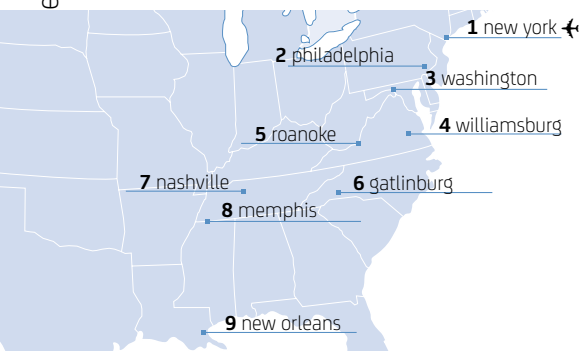 1 new york
2 philadelphia
3 washington
4 williamsburg
5 roanoke
6 gatlinburg
7 nashville
8 memphis
9 new orleans